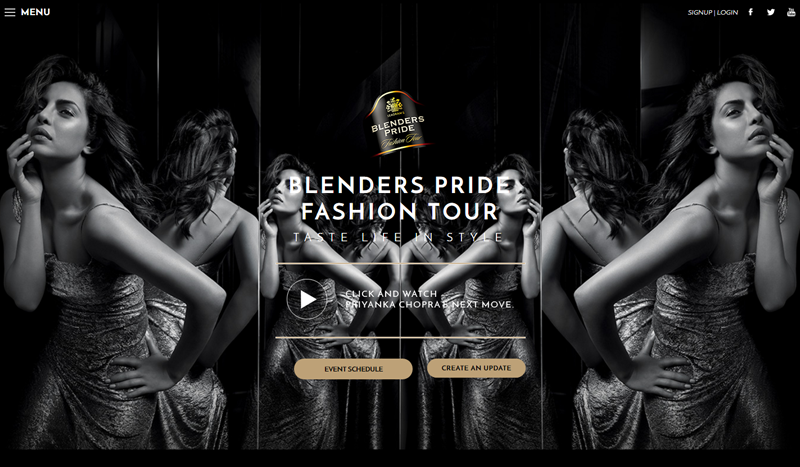 MENU
SIGNUP | LOGIN
BLENDERS
PRIDE
Fashion Tour
BLENDERS PRIDE
FASHION TOUR
TASTE LIFE IN STYLE
CLICK AND WATCH
PRIYANKA CHOPRA'S NEXT MOVE.
EVENT SCHEDULE
CREATE AN UPDATE